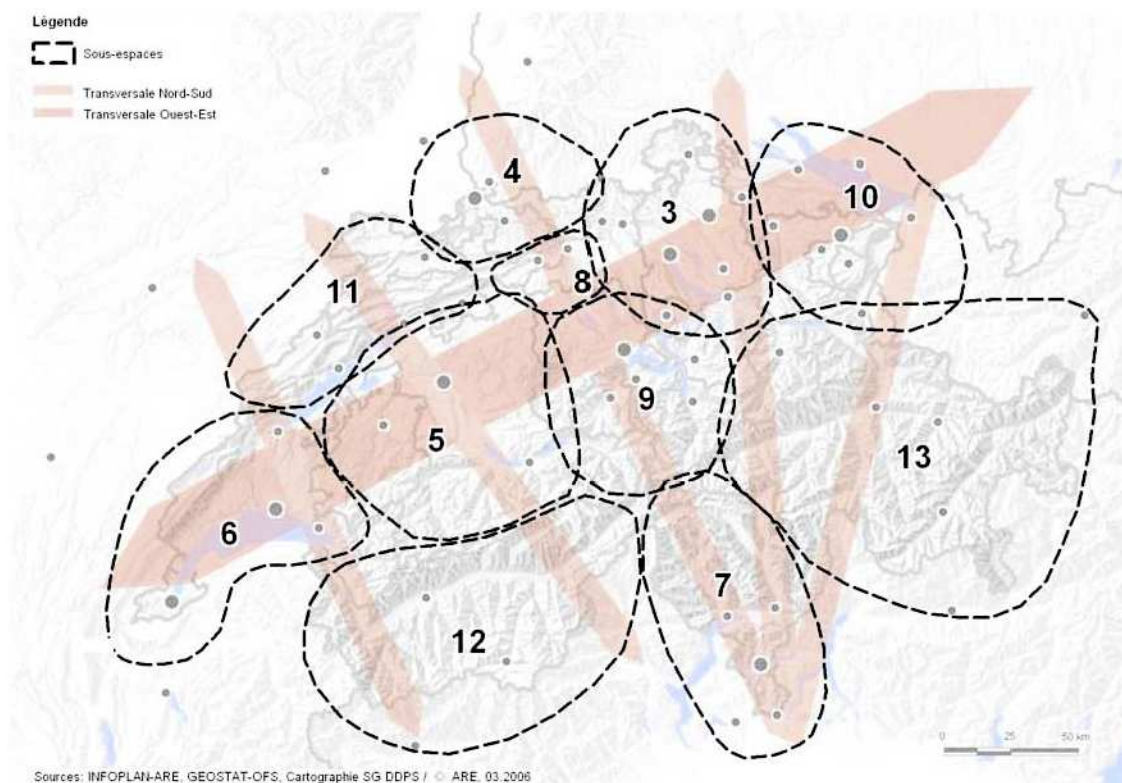 Légende
Sous-espaces
Transversale Nord-Sud
Transversale Ouest-Est
4
3
10
11
8
5
9
13
6
7
12
0 25 50 km
Sources: INFOPLAN-ARE, GEOSTAT-OFS, Cartographie SG DDPS / © ARE, 03.2006